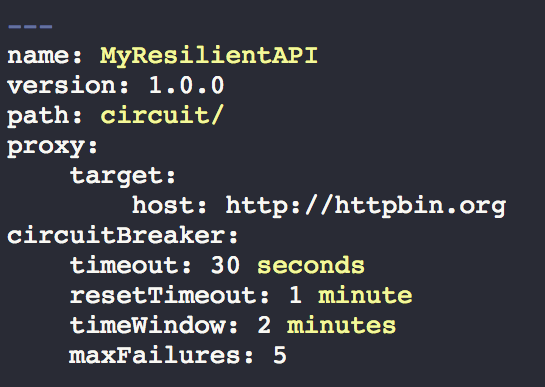 ---
name: MyResilientAPI
version: 1.0.0
path: circuit/
proxy:
    target:
        host: http://httpbin.org
circuitBreaker:
    timeout: 30 seconds
    resetTimeout: 1 minute
    timeWindow: 2 minutes
    maxFailures: 5